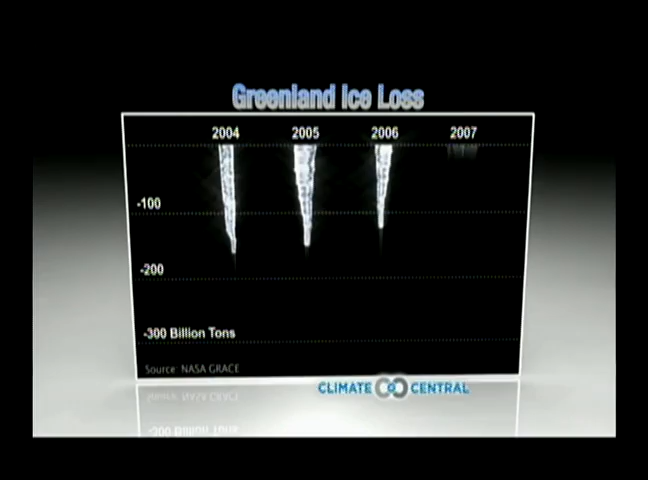 Greenland Ice Loss
2004 2005 2006 2007
-100
-200
-300 Billion Tons
Source: NASA GRACE
CLIMATE CENTRAL